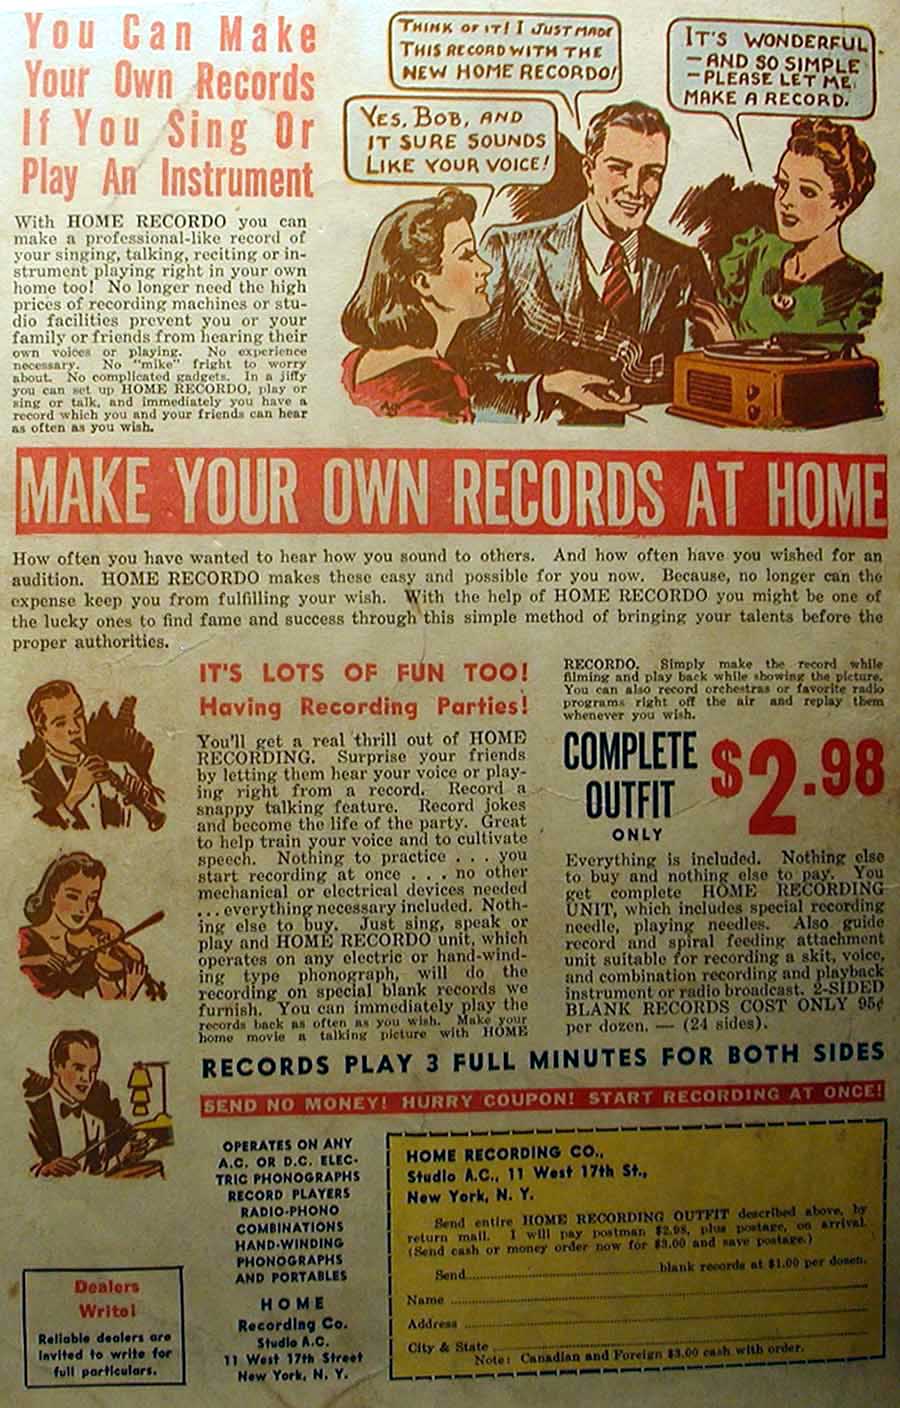 You Can Make
Your Own Records
If You Sing Or
Play An Instrument
THINK OF IT! I JUST MADE
THIS RECORD WITH THE
NEW HOME RECORDO!
IT'S WONDERFUL
—AND SO SIMPLE
—PLEASE LET ME
MAKE A RECORD.
YES, BOB, AND
IT SURE SOUNDS
LIKE YOUR VOICE!
With HOME RECORDO you can
make a professional-like record of
your singing, talking, reciting or in-
strument playing right in your own
home too! No longer need the high
prices of recording machines or stu-
dio facilities prevent you or your
family or friends from hearing their
own voices or playing. No experience
necessary. No "mike" fright to worry
about. No complicated gadgets. In a jiffy
you can set up HOME RECORDO, play or
sing or talk, and immediately you have a
record which you and your friends can hear
as often as you wish.
MAKE YOUR OWN RECORDS AT HOME
How often you have wanted to hear how you sound to others. And how often have you wished for an
audition. HOME RECORDO makes these easy and possible for you now. Because, no longer can the
expense keep you from fulfilling your wish. With the help of HOME RECORDO you might be one of
the lucky ones to find fame and success through this simple method of bringing your talents before the
proper authorities.
IT'S LOTS OF FUN TOO!
Having Recording Parties!
You'll get a real thrill out of HOME
RECORDING. Surprise your friends
by letting them hear your voice or play-
ing right from a record. Record a
snappy talking feature. Record jokes
and become the life of the party. Great
to help train your voice and to cultivate
speech. Nothing to practice . . . you
start recording at once . . . no other
mechanical or electrical devices needed
. . . everything necessary included. Noth-
ing else to buy. Just sing, speak or
play and HOME RECORDO unit, which
operates on any electric or hand-wind-
ing type phonograph, will do the
recording on special blank records we
furnish. You can immediately play the
records back as often as you wish. Make your
home movie a talking picture with HOME
RECORDO. Simply make the record while
filming and play back while showing the picture.
You can also record orchestras or favorite radio
programs right off the air and replay them
whenever you wish.
COMPLETE
OUTFIT
ONLY
$2.98
Everything is included. Nothing else
to buy and nothing else to pay. You
get complete HOME RECORDING
UNIT, which includes special recording
needle, playing needles. Also guide
record and spiral feeding attachment
unit suitable for recording a skit, voice,
and combination recording and playback
instrument or radio broadcast. 2-SIDED
BLANK RECORDS COST ONLY 95¢
per dozen. — (24 sides).
RECORDS PLAY 3 FULL MINUTES FOR BOTH SIDES
SEND NO MONEY! HURRY COUPON! START RECORDING AT ONCE!
OPERATES ON ANY
A.C. OR D.C. ELEC-
TRIC PHONOGRAPHS
RECORD PLAYERS
RADIO-PHONO
COMBINATIONS
HAND-WINDING
PHONOGRAPHS
AND PORTABLES
HOME
Recording Co.
Studio A.C.
11 West 17th Street
New York, N. Y.
Dealers
Write!
Reliable dealers are
invited to write for
full particulars.
HOME RECORDING CO.,
Studio A.C., 11 West 17th St.,
New York, N. Y.
Send entire HOME RECORDING OUTFIT described above, by
return mail. I will pay postman $2.98, plus postage, on arrival.
(Send cash or money order now for $3.00 and save postage.)
Send..............................blank records at $1.00 per dozen.
Name
Address
City & State
Note: Canadian and Foreign $3.00 cash with order.